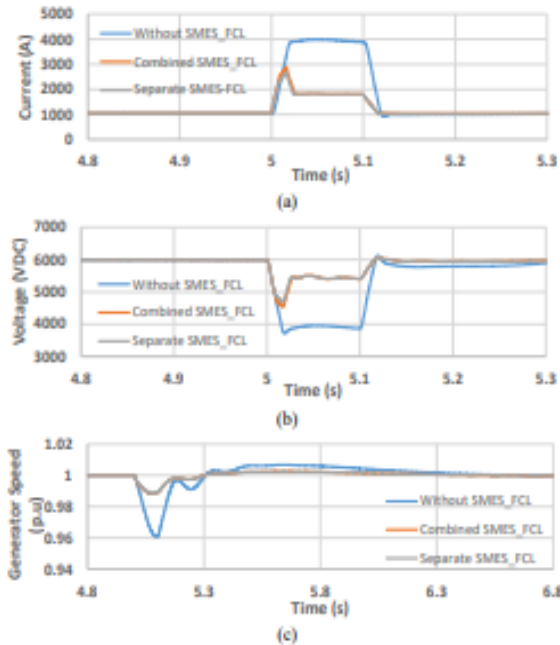 5000
4000
3000
2000
1000
0
Current (A)
Without SMES_FCL
Combined SMES_FCL
Separate SMES-FCL
4.8 4.9 5 5.1 5.2 5.3
Time (s)
(a)
7000
6000
5000
4000
3000
Voltage (VDC)
Without SMES_FCL
Combined SMES_FCL
Separate SMES_FCL
4.8 4.9 5 5.1 5.2 5.3
Time (s)
(b)
1.02
1
0.98
0.96
0.94
Generator Speed
(p.u)
Without SMES_FCL
Combined SMES_FCL
Separate SMES_FCL
4.8 5.3 5.8 6.3 6.8
Time (s)
(c)